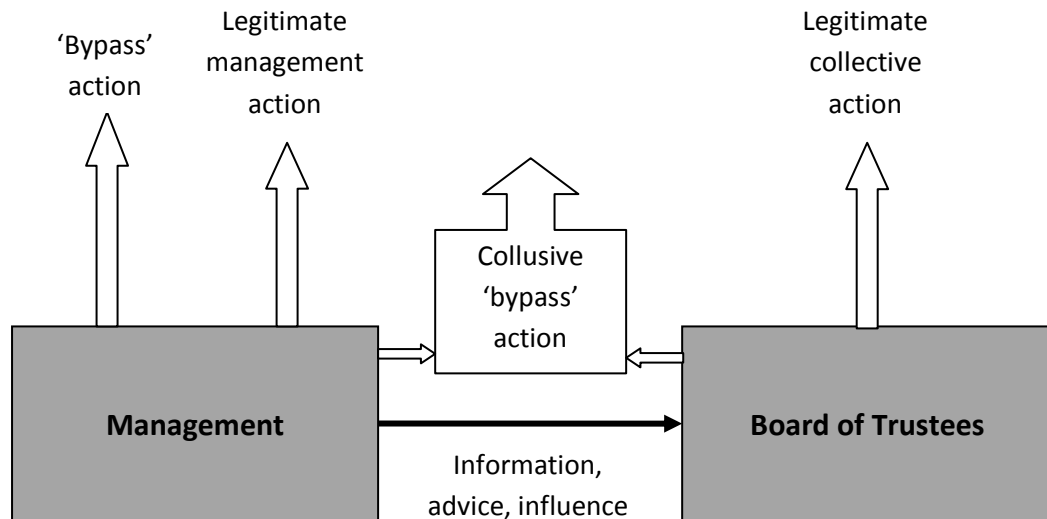 ‘Bypass’
action
Legitimate
management
action
Legitimate
collective
action
Collusive
‘bypass’
action
Management
Board of Trustees
Information,
advice, influence